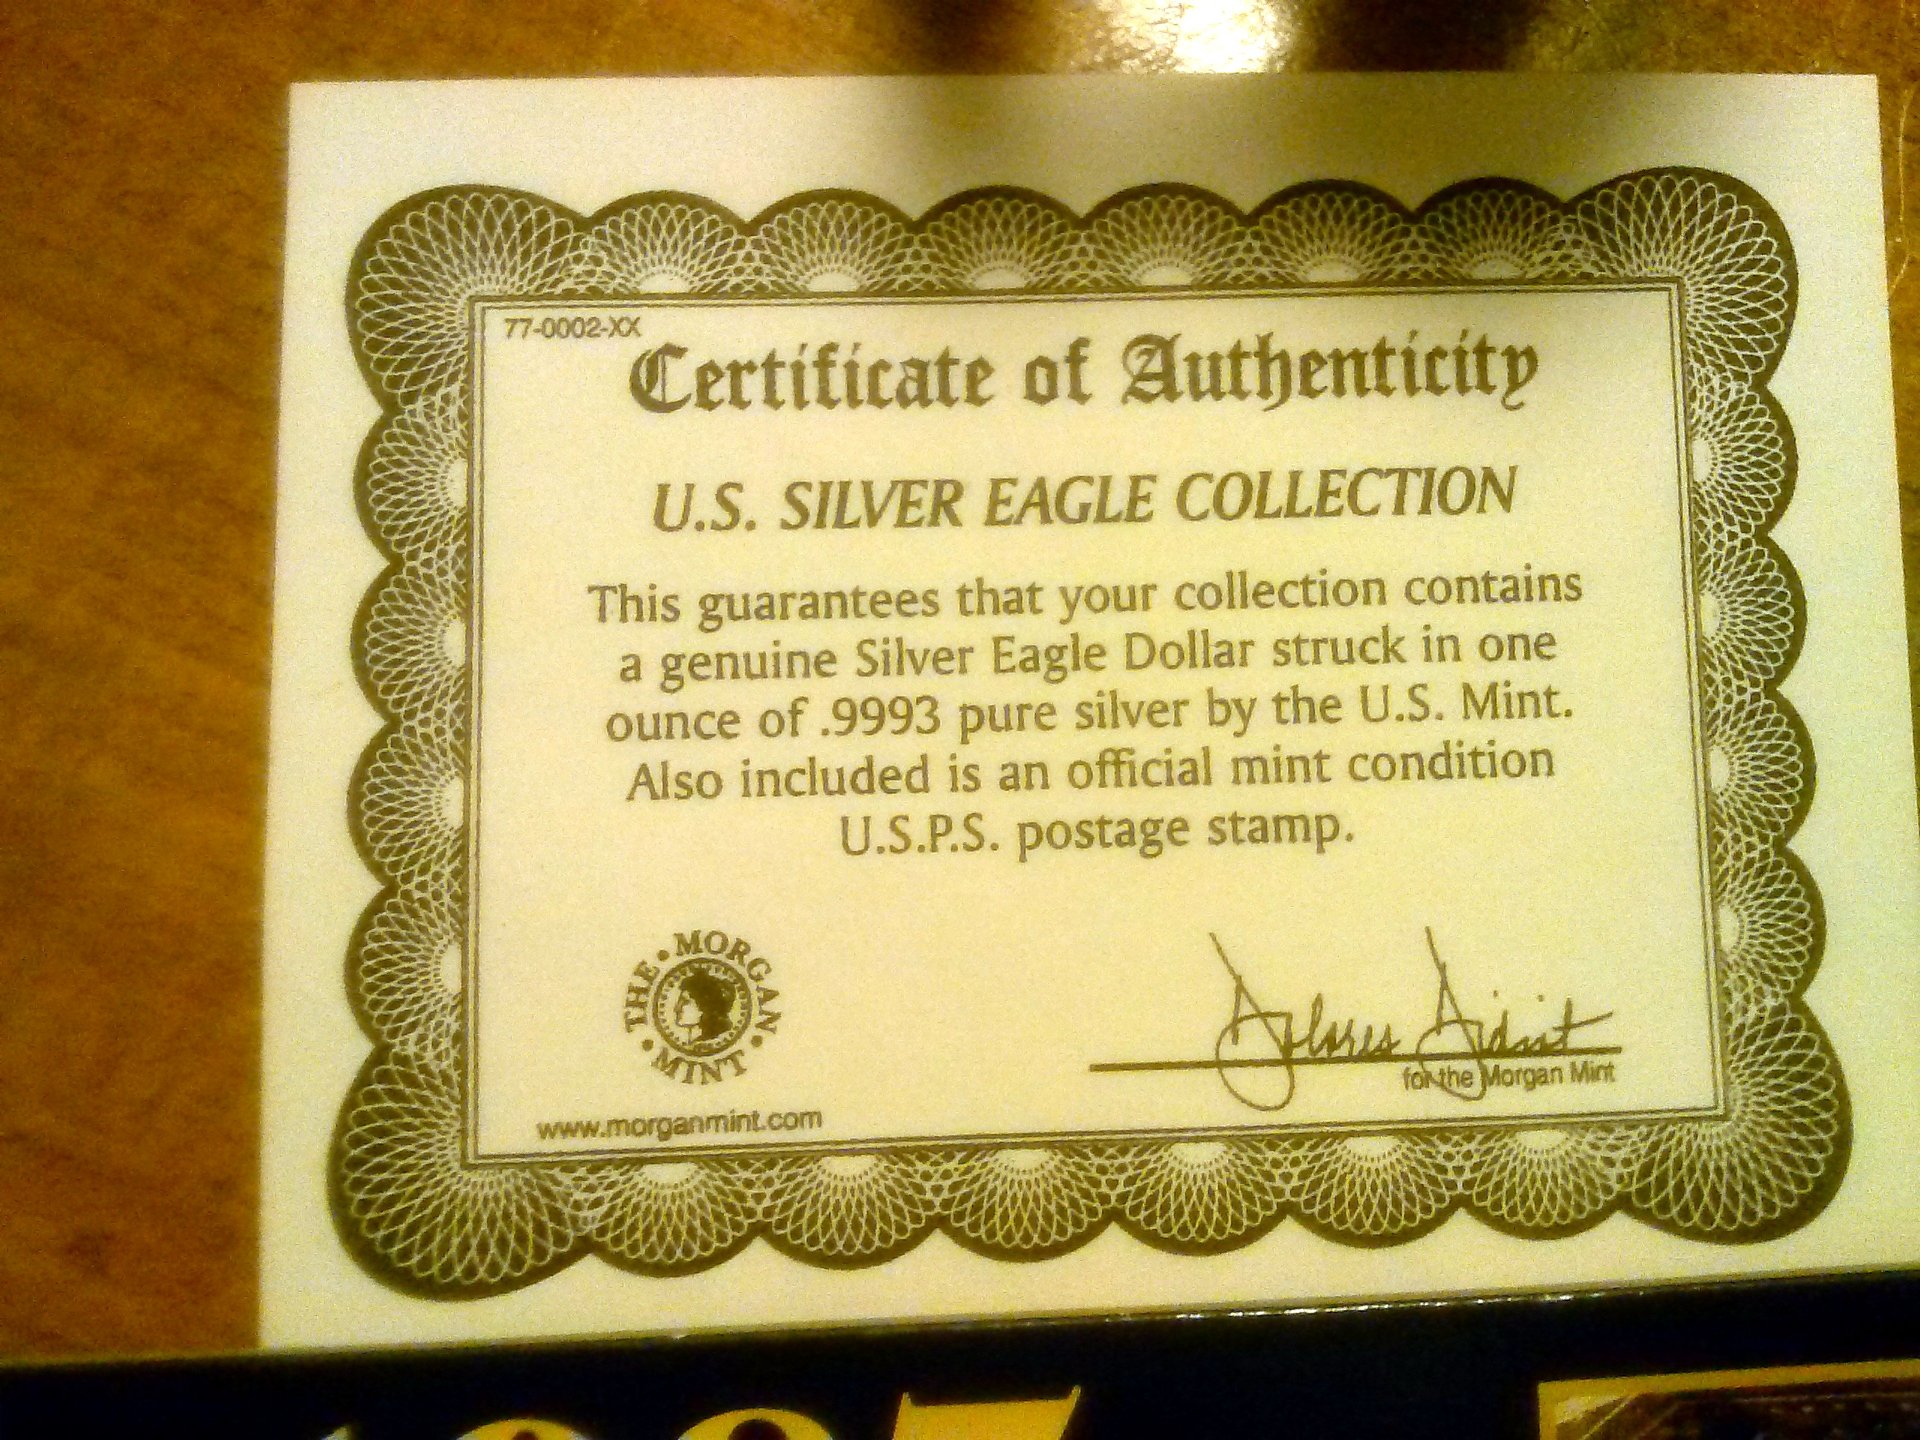 77-0002-XX
Certificate of Authenticity
U.S. SILVER EAGLE COLLECTION
This guarantees that your collection contains
a genuine Silver Eagle Dollar struck in one
ounce of .9993 pure silver by the U.S. Mint.
Also included is an official mint condition
U.S.P.S. postage stamp.
THE • MORGAN • MINT •
Dolores
for the Morgan Mint
www.morganmint.com